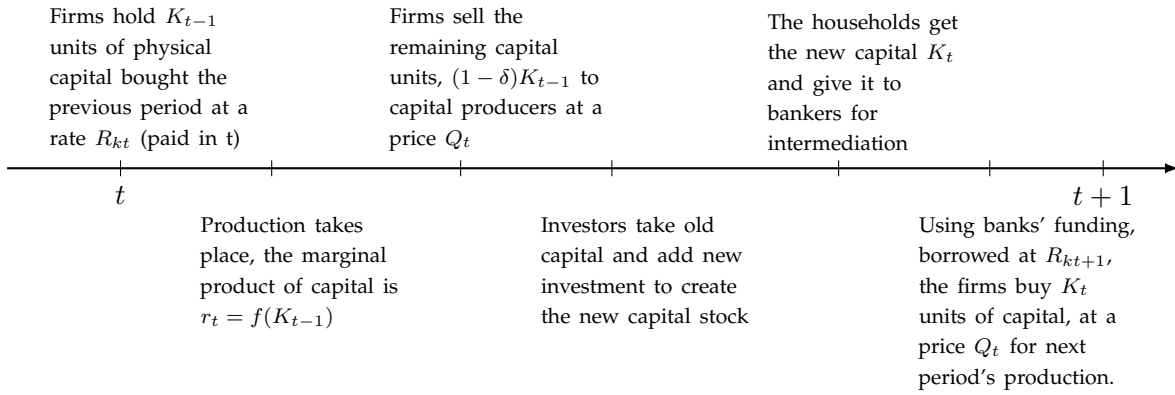 Firms hold K_{t−1}
units of physical
capital bought the
previous period at a
rate R_{kt} (paid in t)
Firms sell the
remaining capital
units, (1 − δ)K_{t−1} to
capital producers at a
price Q_t
The households get
the new capital K_t
and give it to
bankers for
intermediation
t
t + 1
Production takes
place, the marginal
product of capital is
r_t = f(K_{t−1})
Investors take old
capital and add new
investment to create
the new capital stock
Using banks' funding,
borrowed at R_{kt+1},
the firms buy K_t
units of capital, at a
price Q_t for next
period's production.